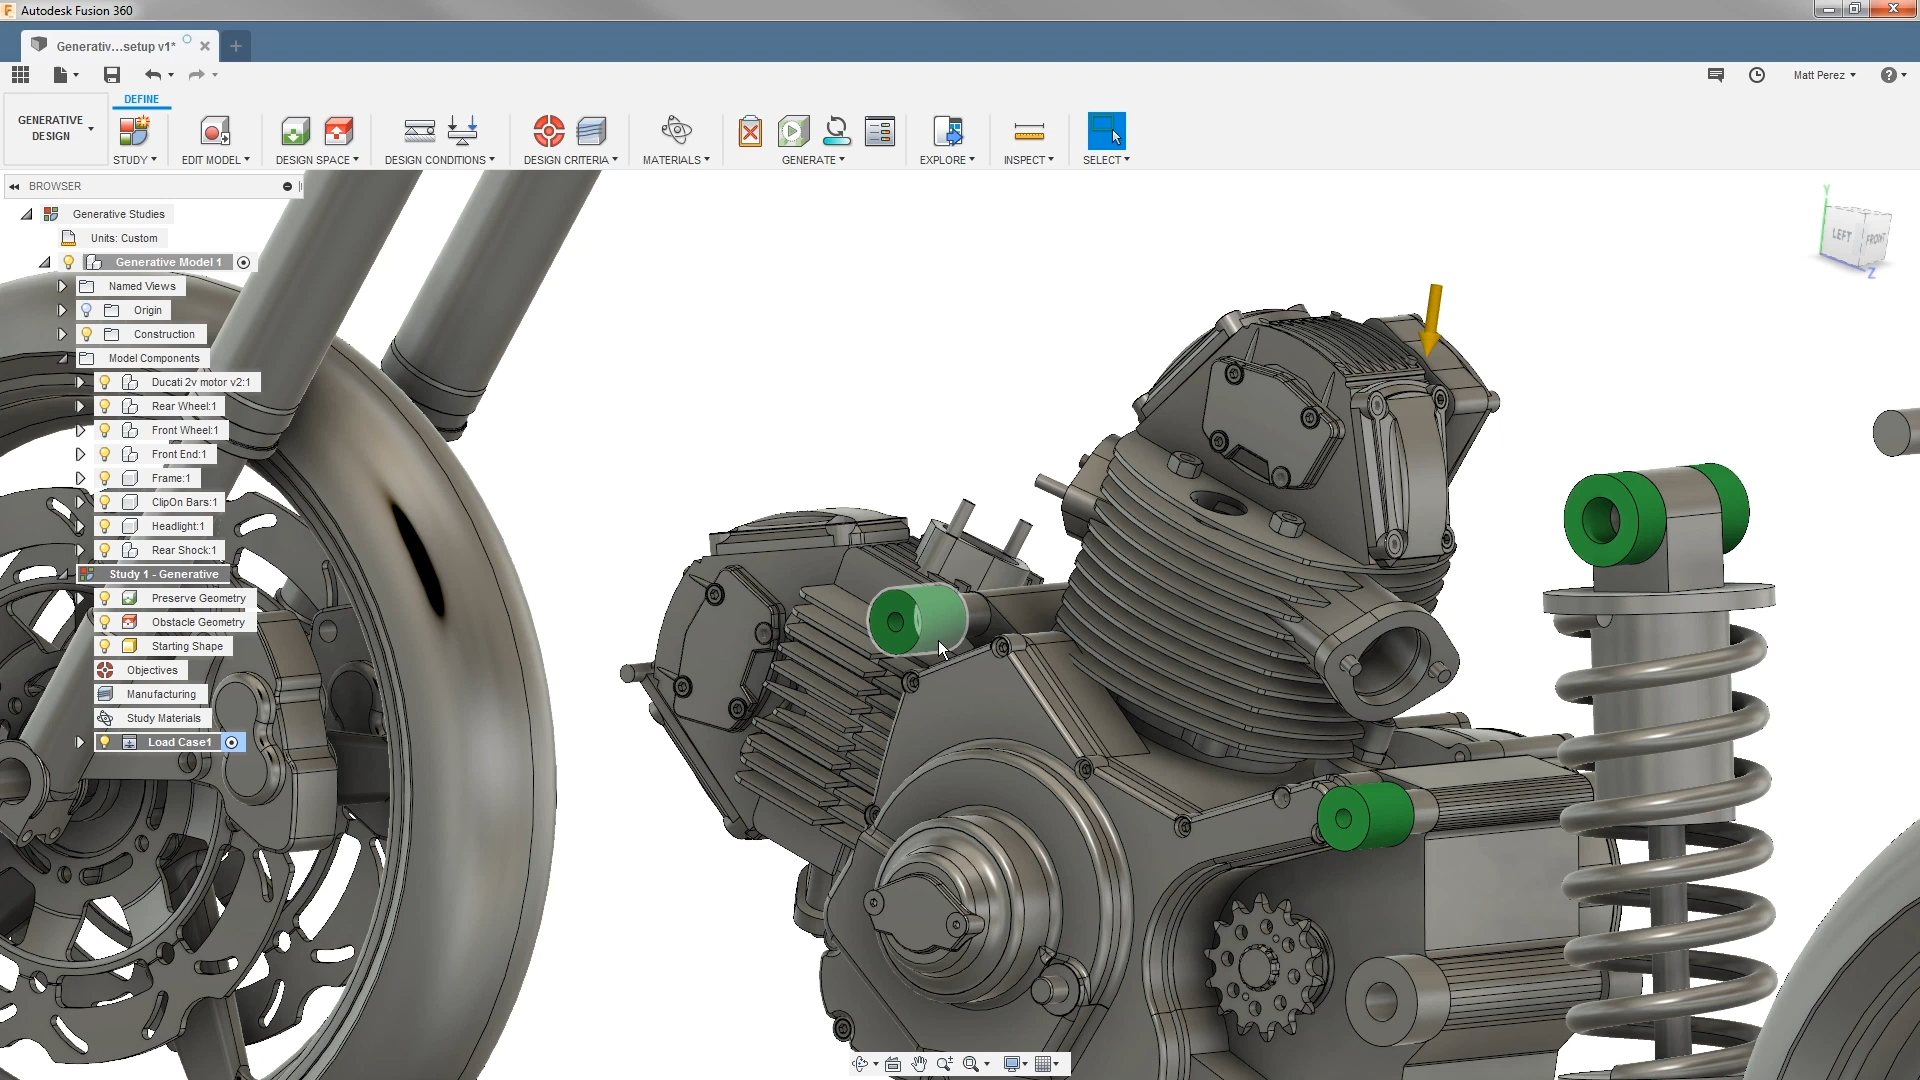 Autodesk Fusion 360
Generativ...setup v1*
Matt Perez
DEFINE
GENERATIVE
DESIGN
STUDY EDIT MODEL DESIGN SPACE DESIGN CONDITIONS DESIGN CRITERIA MATERIALS GENERATE EXPLORE INSPECT SELECT
BROWSER
Generative Studies
Units: Custom
Generative Model 1
Named Views
Origin
Construction
Model Components
Ducati 2v motor v2:1
Rear Wheel:1
Front Wheel:1
Front End:1
Frame:1
ClipOn Bars:1
Headlight:1
Rear Shock:1
Study 1 - Generative
Preserve Geometry
Obstacle Geometry
Starting Shape
Objectives
Manufacturing
Study Materials
Load Case1
Y
LEFT FRONT
Z